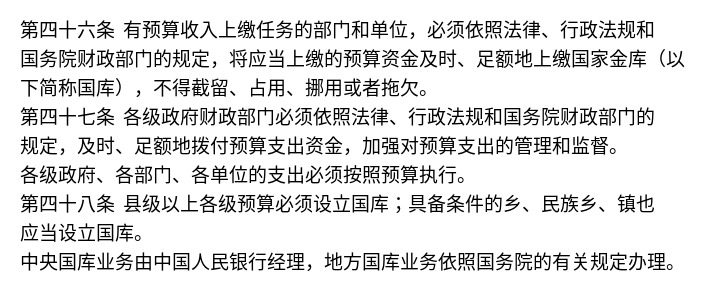 第四十六条 有预算收入上缴任务的部门和单位，必须依照法律、行政法规和
国务院财政部门的规定，将应当上缴的预算资金及时、足额地上缴国家金库（以
下简称国库），不得截留、占用、挪用或者拖欠。
第四十七条 各级政府财政部门必须依照法律、行政法规和国务院财政部门的
规定，及时、足额地拨付预算支出资金，加强对预算支出的管理和监督。
各级政府、各部门、各单位的支出必须按照预算执行。
第四十八条 县级以上各级预算必须设立国库；具备条件的乡、民族乡、镇也
应当设立国库。
中央国库业务由中国人民银行经理，地方国库业务依照国务院的有关规定办理。